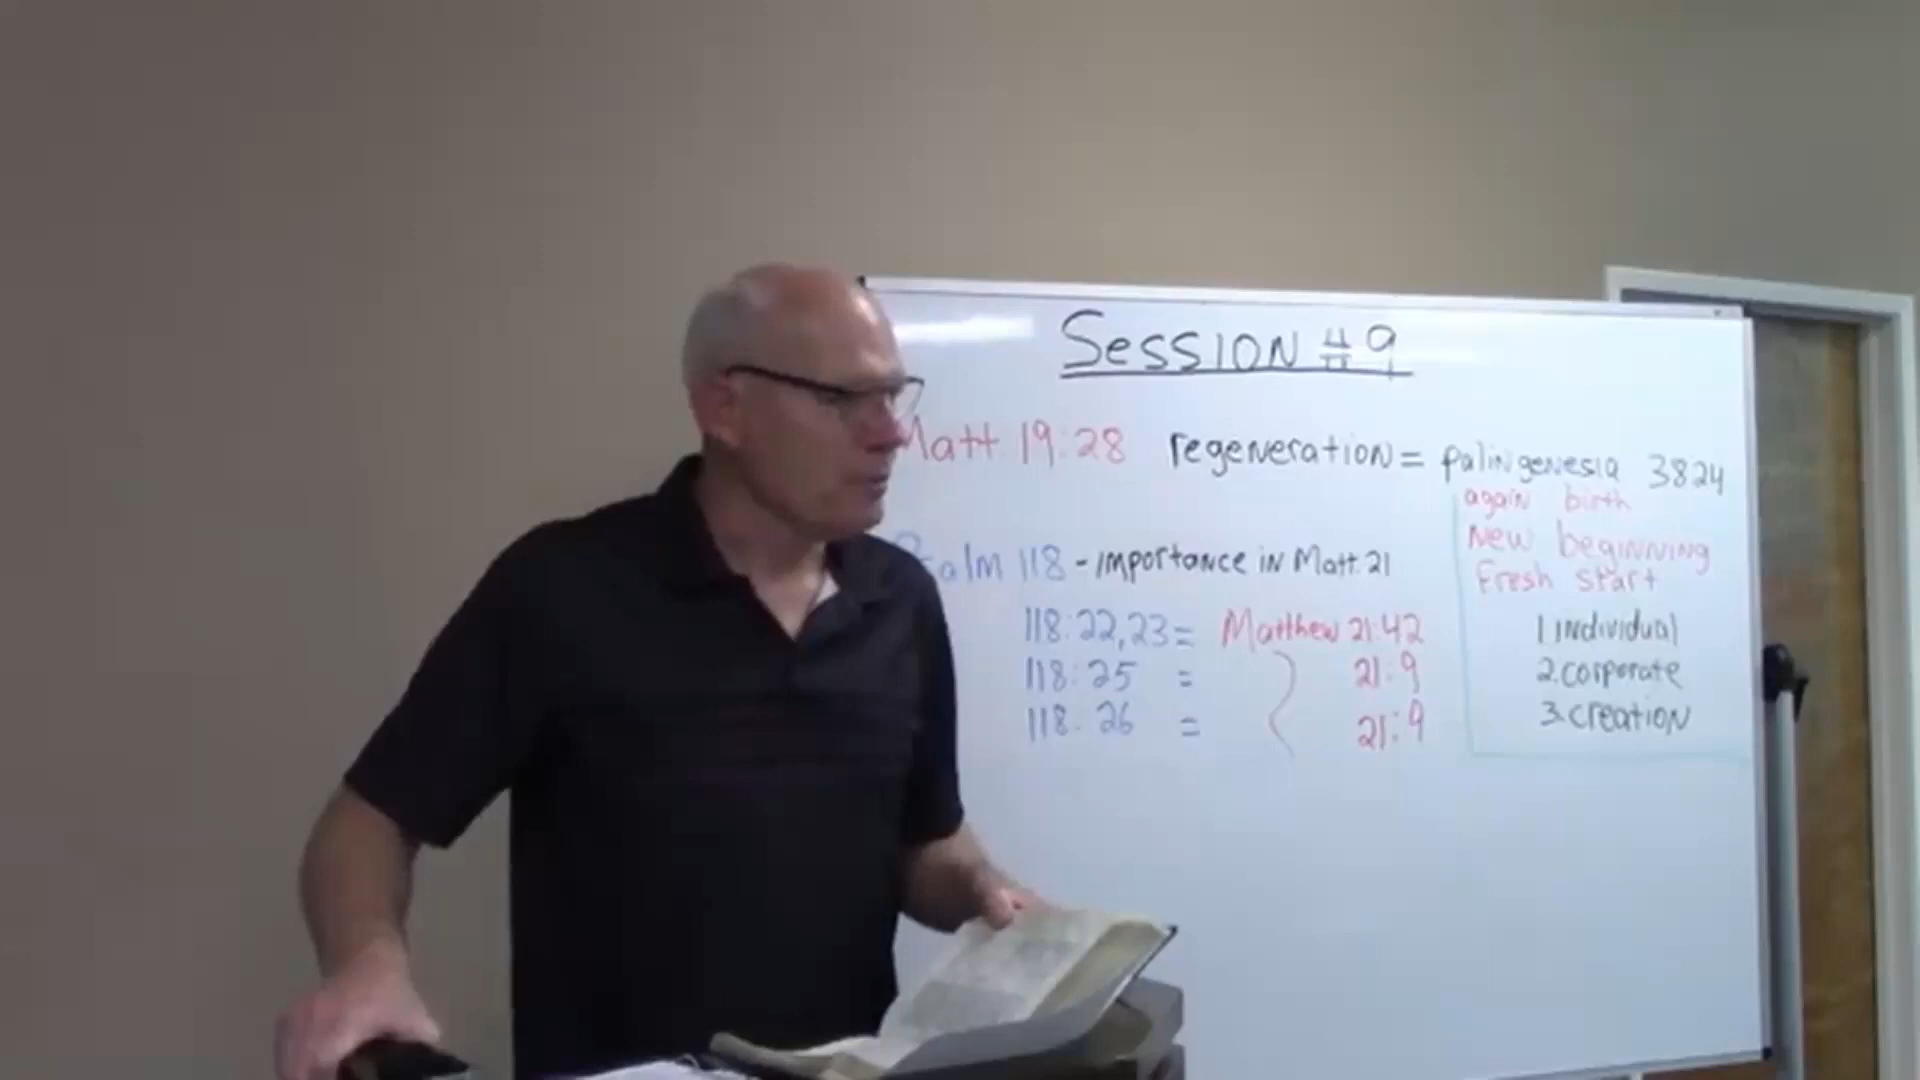 SESSION #9
Matt 19:28 regeneration = palingenesia 3824
again birth
New beginning
Fresh start
1 individual
2. corporate
3. creation
Psalm 118 - importance in Matt. 21
118:22,23 = Matthew 21:42
118:25 = 21:9
118:26 = 21:9